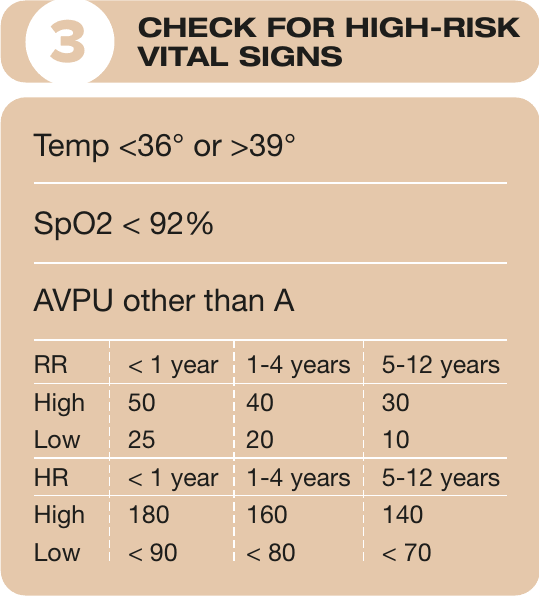 3
CHECK FOR HIGH-RISK
VITAL SIGNS
Temp <36° or >39°
SpO2 < 92%
AVPU other than A
RR < 1 year 1-4 years 5-12 years
High 50 40 30
Low 25 20 10
HR < 1 year 1-4 years 5-12 years
High 180 160 140
Low < 90 < 80 < 70